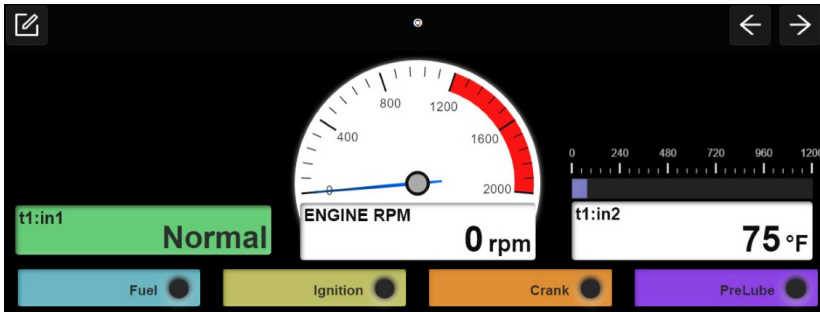 800
1200
400
1600
0
2000
0 240 480 720 960 1200
t1:in1
Normal
ENGINE RPM
0 rpm
t1:in2
75 °F
Fuel
Ignition
Crank
PreLube